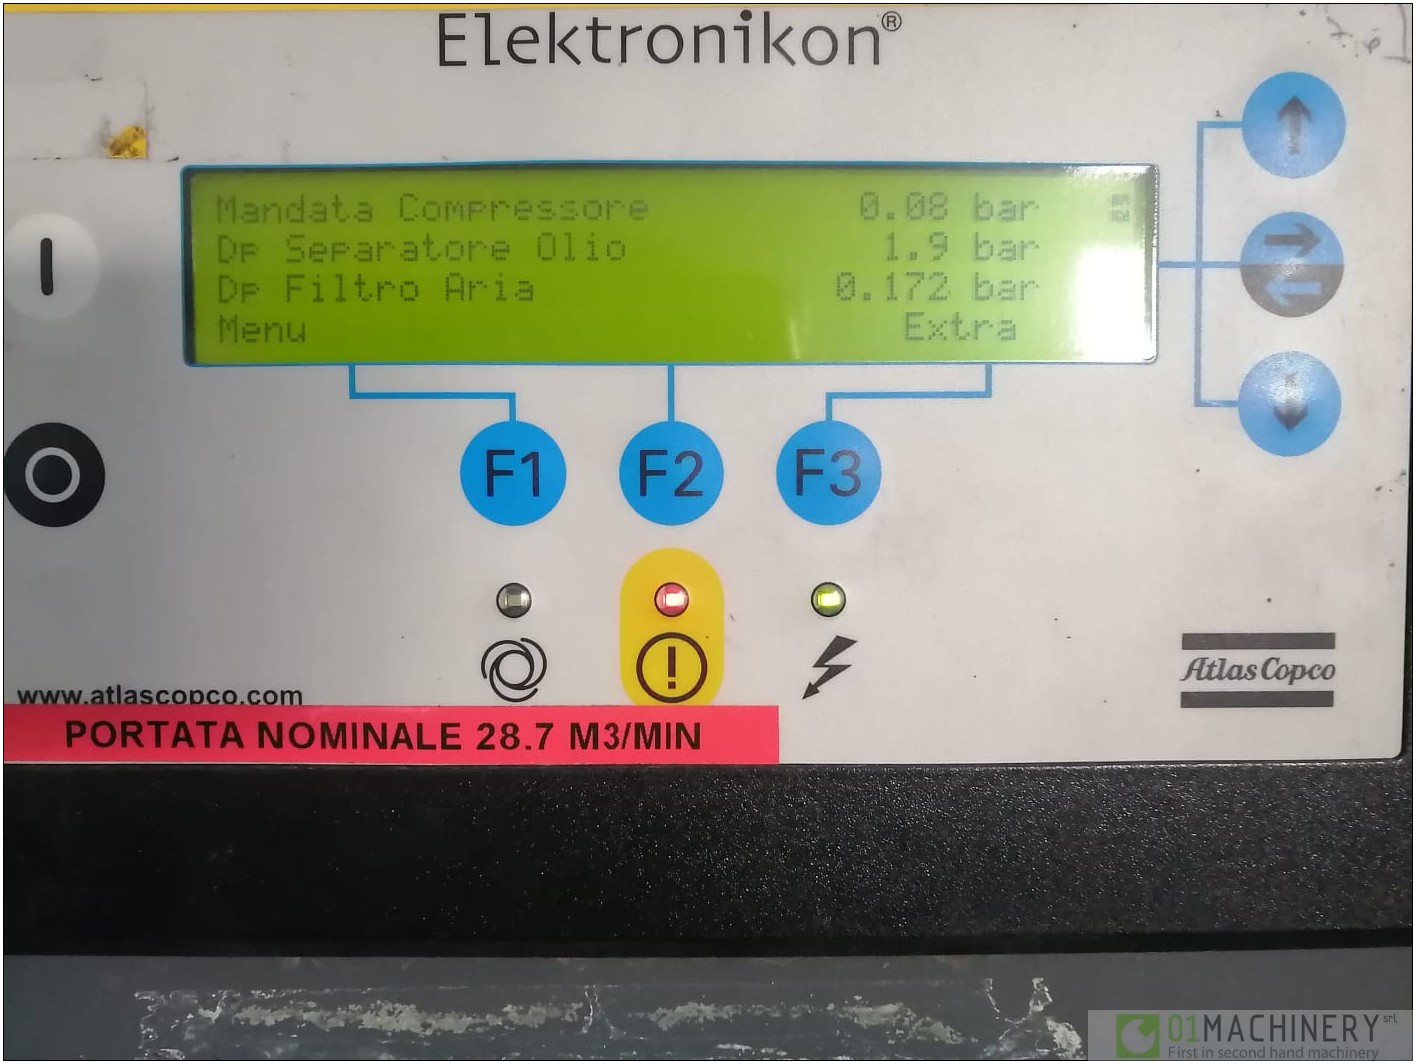 Elektronikon®
Mandata Compressore 0.08 bar
Dp Separatore Olio 1.9 bar
Dp Filtro Aria 0.172 bar
Menu Extra
F1 F2 F3
Atlas Copco
www.atlascopco.com
PORTATA NOMINALE 28.7 M3/MIN
01MACHINERY srl
First in second hand machinery